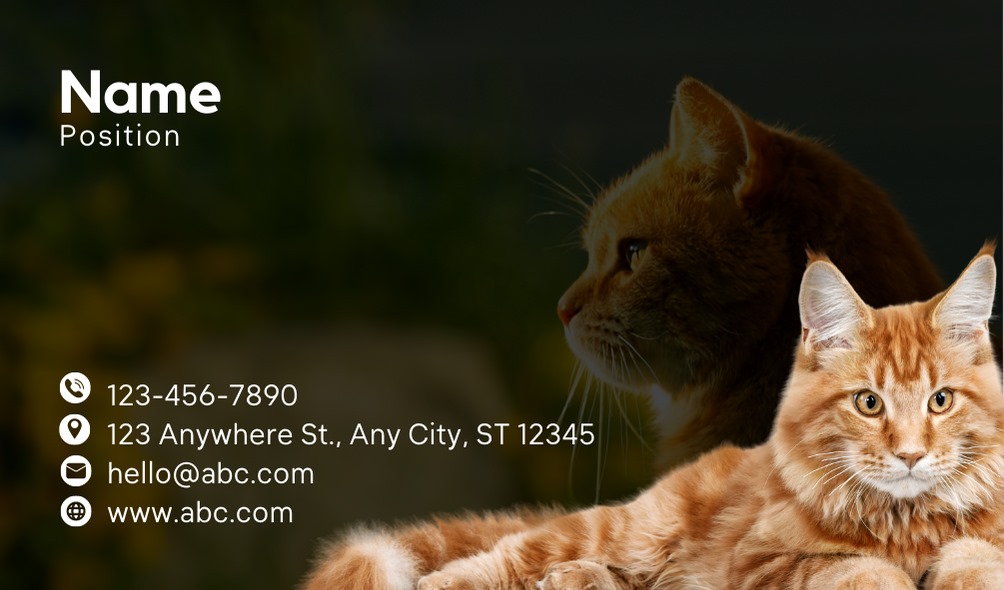 Name
Position
123-456-7890
123 Anywhere St., Any City, ST 12345
hello@abc.com
www.abc.com